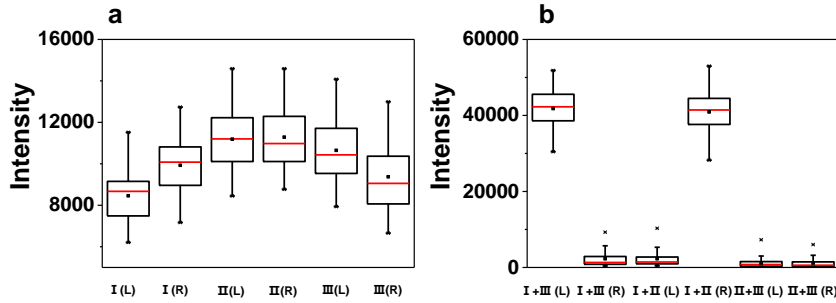 a
16000
12000
8000
Intensity
I (L)
I (R)
II(L)
II(R)
III(L)
III(R)
b
60000
40000
20000
0
Intensity
I+III (L)
I+III (R)
I+II (L)
I+II (R)
II+III (L)
II+III (R)